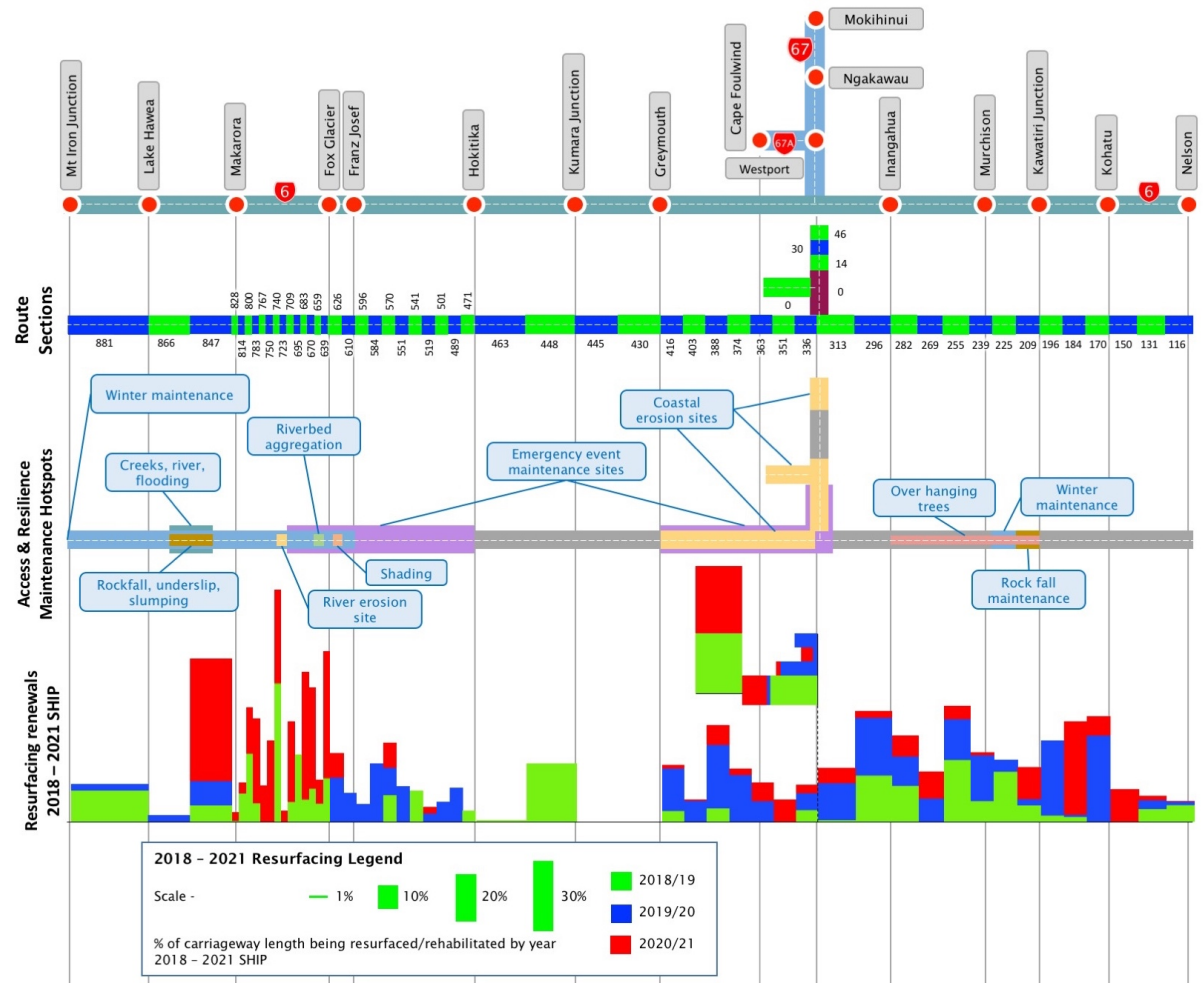 Mokihinui
67
Ngakawau
Cape Foulwind
67A
Westport
Mt Iron Junction
Lake Hawea
Makarora
6
Fox Glacier
Franz Josef
Hokitika
Kumara Junction
Greymouth
Inangahua
Murchison
Kawatiri Junction
Kohatu
6
Nelson
Route
Sections
46
30
14
0
0
828
800
767
740
709
683
659
626
596
570
541
501
471
881
866
847
814
783
750
723
695
670
639
610
584
551
519
489
463
448
445
430
416
403
388
374
363
351
336
313
296
282
269
255
239
225
209
196
184
170
150
131
116
Access & Resilience
Maintenance Hotspots
Winter maintenance
Riverbed
aggregation
Creeks, river,
flooding
Coastal
erosion sites
Emergency event
maintenance sites
Over hanging
trees
Winter
maintenance
Rockfall, underslip,
slumping
Shading
River erosion
site
Rock fall
maintenance
Resurfacing renewals
2018 – 2021 SHIP
2018 – 2021 Resurfacing Legend
Scale -
1%
10%
20%
30%
2018/19
2019/20
2020/21
% of carriageway length being resurfaced/rehabilitated by year
2018 – 2021 SHIP